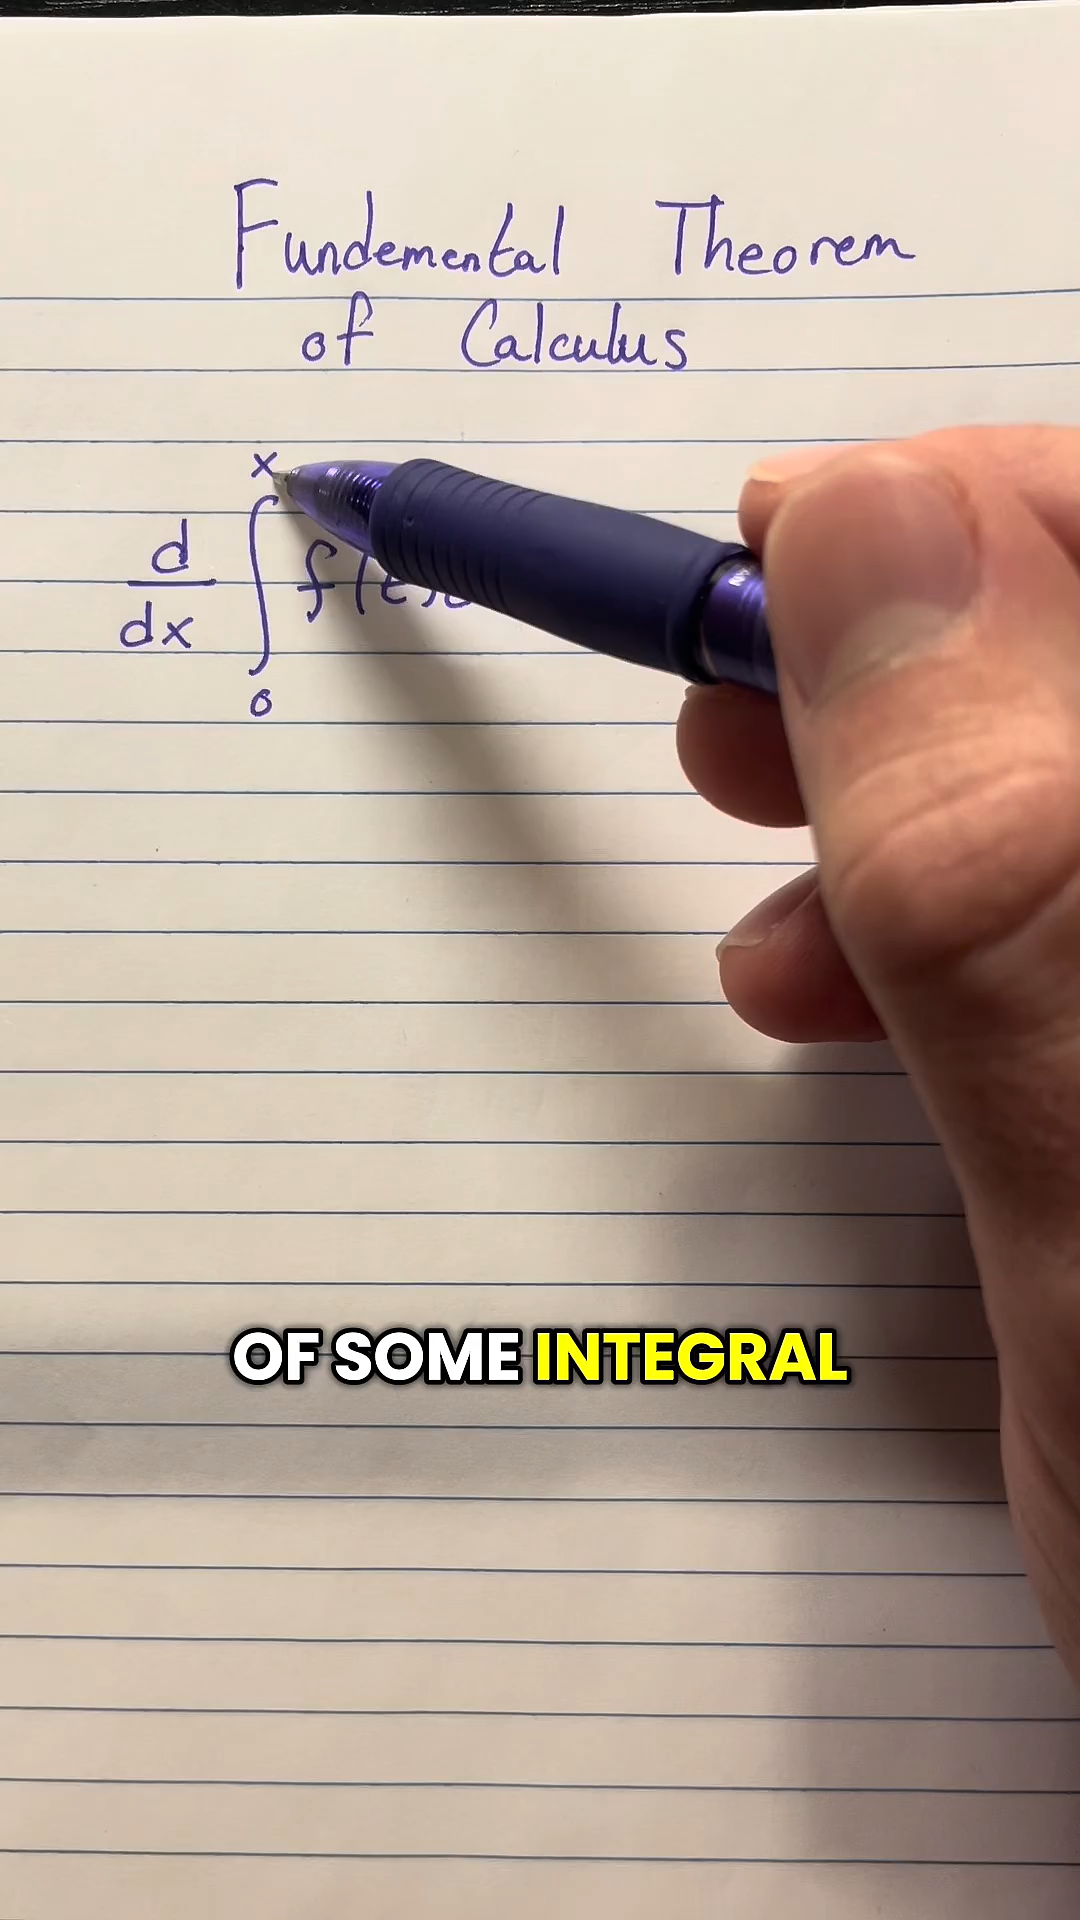 Fundemental Theorem
of Calculus
x
d
dx
∫
f(t)
0
OF SOME INTEGRAL